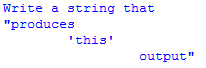 Write a string that
"produces
'this'
output"